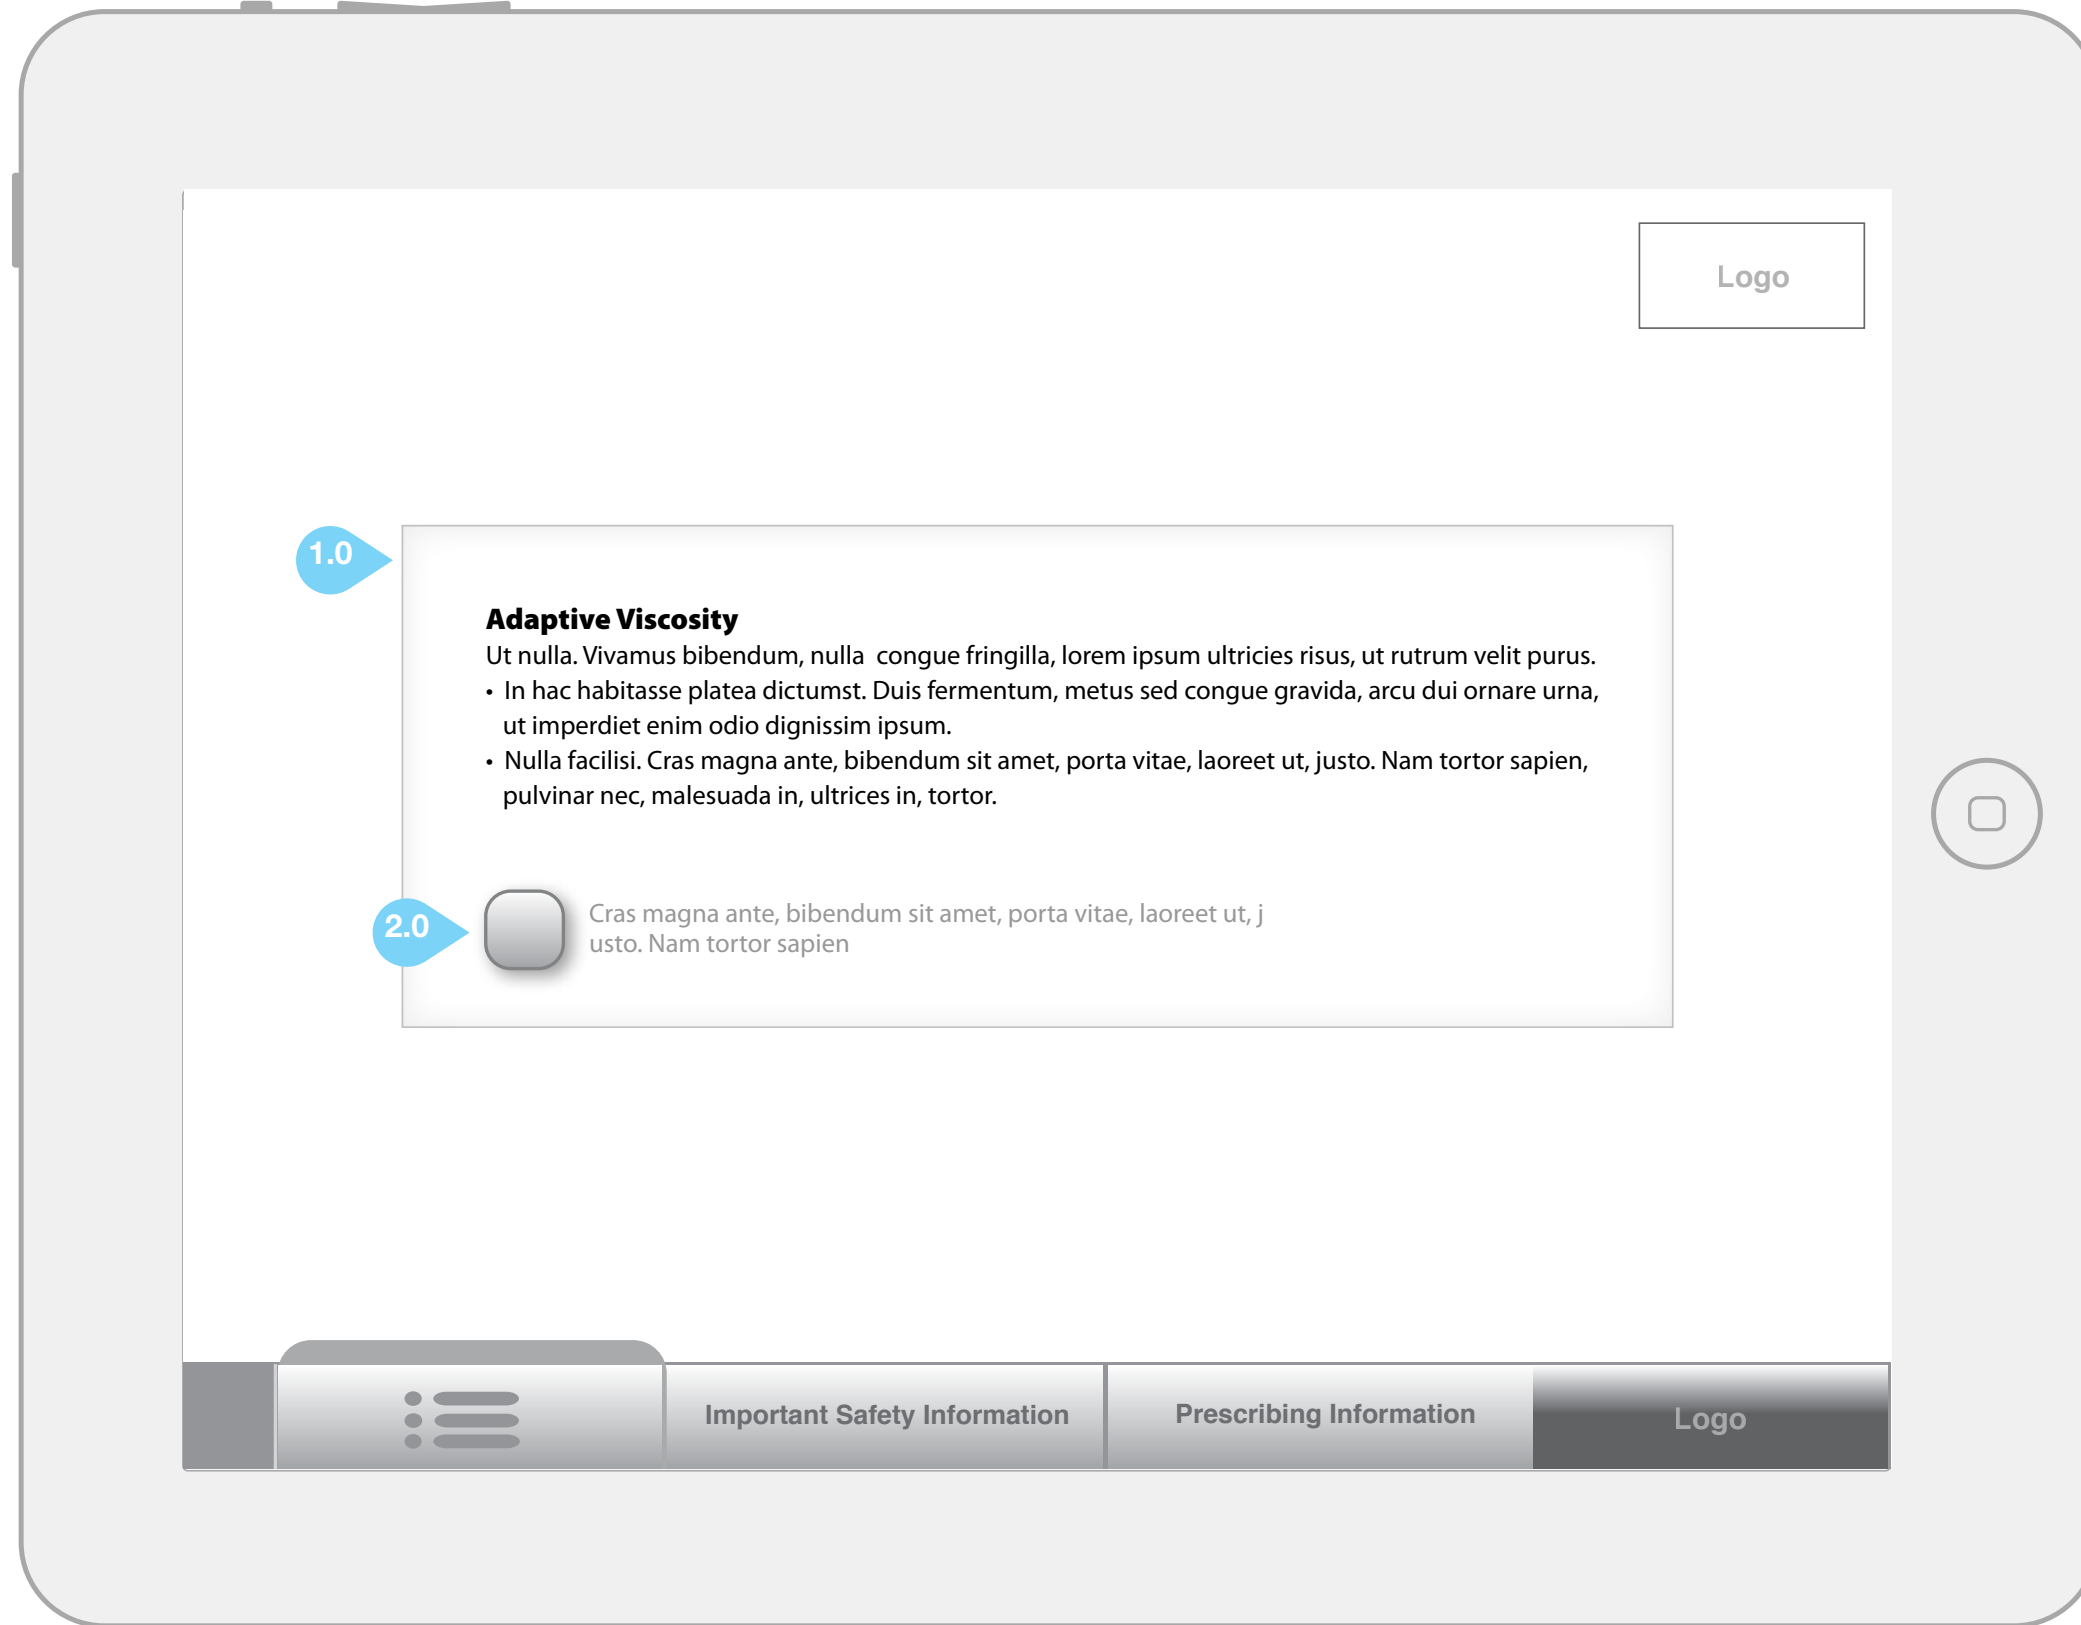 Logo
1.0
Adaptive Viscosity
Ut nulla. Vivamus bibendum, nulla  congue fringilla, lorem ipsum ultricies risus, ut rutrum velit purus.
• In hac habitasse platea dictumst. Duis fermentum, metus sed congue gravida, arcu dui ornare urna,
ut imperdiet enim odio dignissim ipsum.
• Nulla facilisi. Cras magna ante, bibendum sit amet, porta vitae, laoreet ut, justo. Nam tortor sapien,
pulvinar nec, malesuada in, ultrices in, tortor.
2.0
Cras magna ante, bibendum sit amet, porta vitae, laoreet ut, j
usto. Nam tortor sapien
Important Safety Information
Prescribing Information
Logo